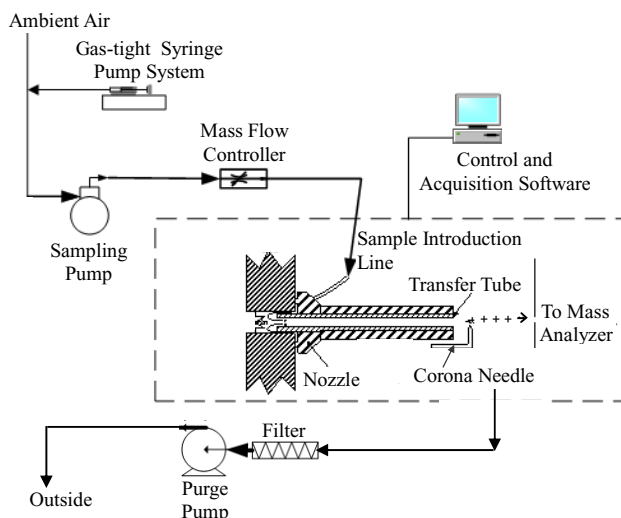 Ambient Air
Gas-tight Syringe
Pump System
Mass Flow
Controller
Control and
Acquisition Software
Sampling
Pump
Sample Introduction
Line
Transfer Tube
To Mass
Analyzer
Nozzle
Corona Needle
Filter
Purge
Pump
Outside